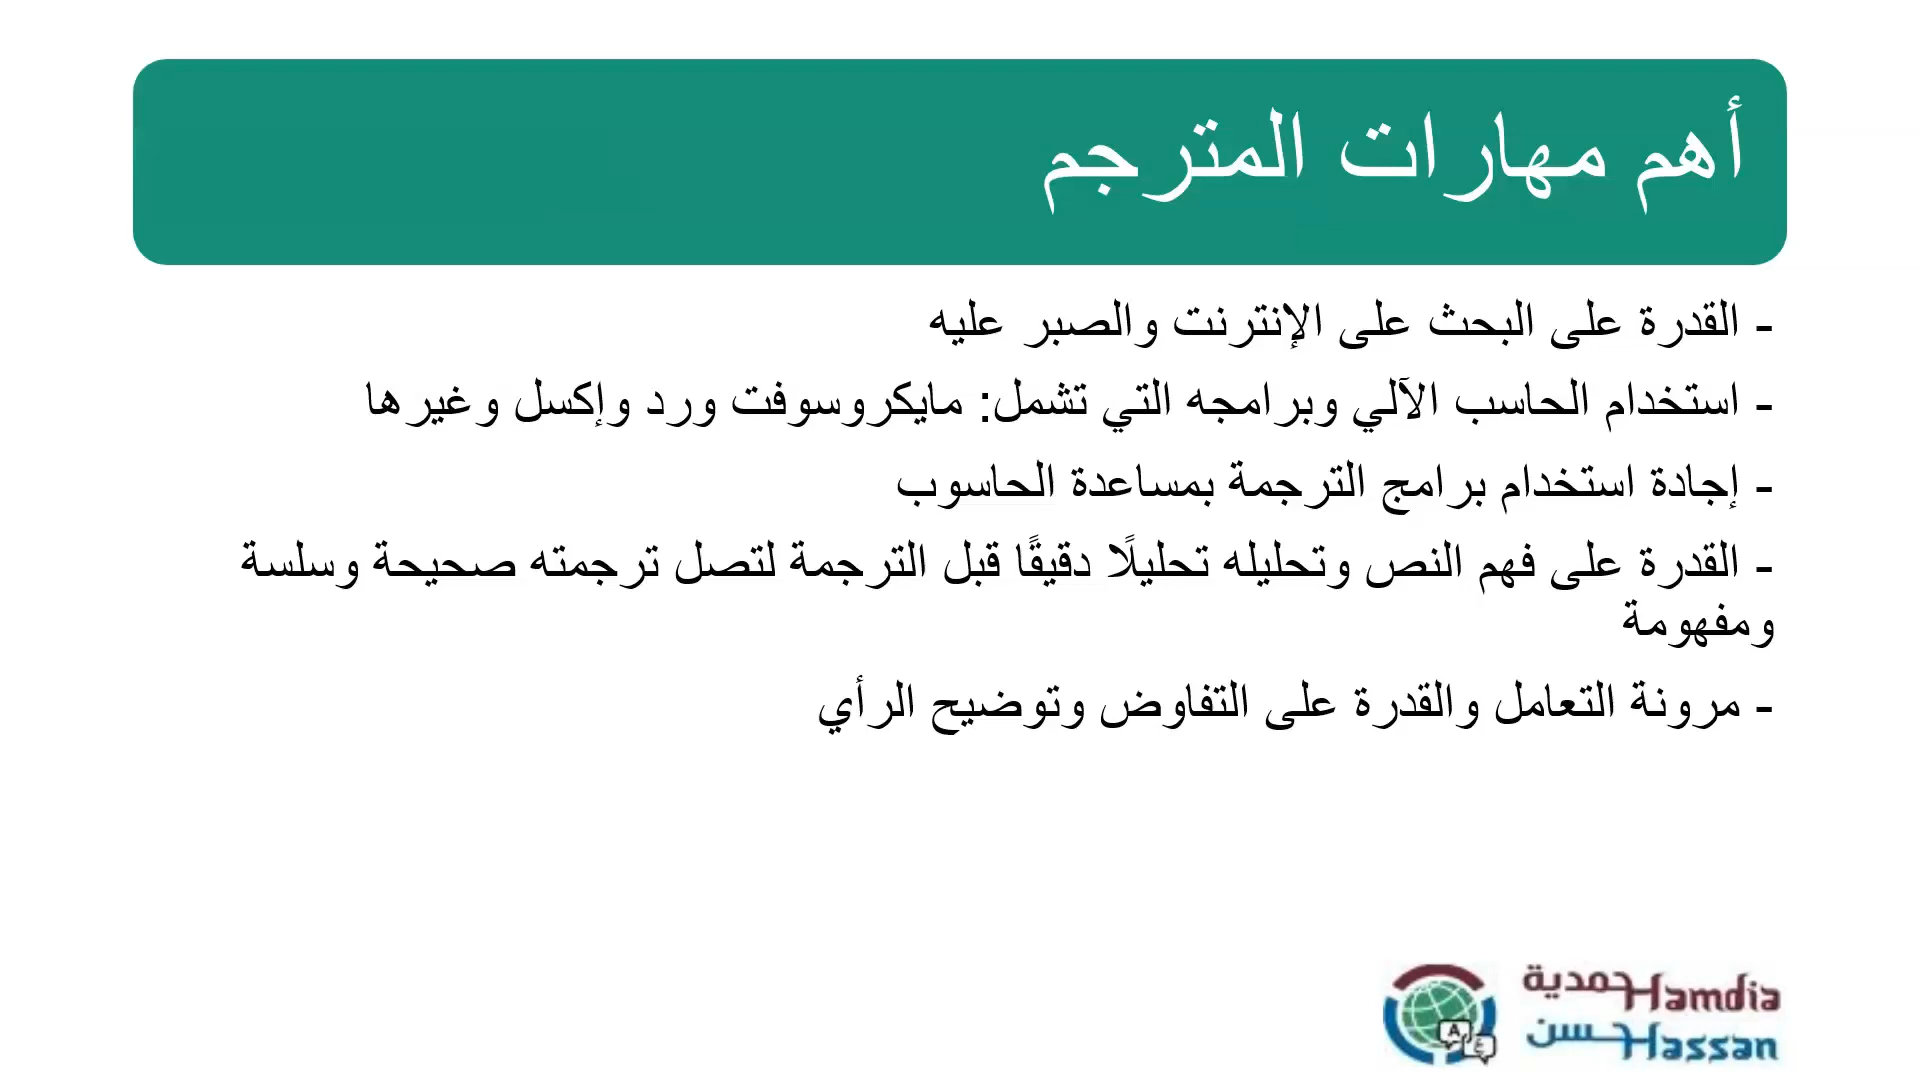 أهم مهارات المترجم
- القدرة على البحث على الإنترنت والصبر عليه
- استخدام الحاسب الآلي وبرامجه التي تشمل: مايكروسوفت ورد وإكسل وغيرها
- إجادة استخدام برامج الترجمة بمساعدة الحاسوب
- القدرة على فهم النص وتحليله تحليلًا دقيقًا قبل الترجمة لتصل ترجمته صحيحة وسلسة
ومفهومة
- مرونة التعامل والقدرة على التفاوض وتوضيح الرأي
حمدية Hamdia
حسن Hassan
A ع